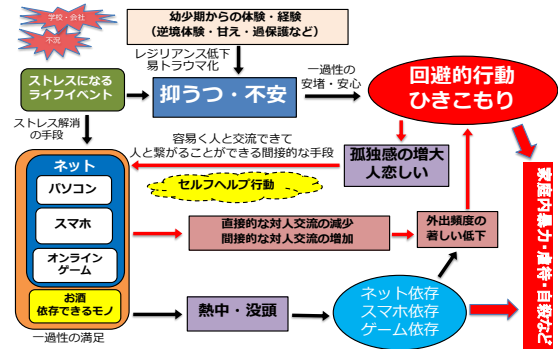 学校・会社
不況
幼少期からの体験・経験
（逆境体験・甘え・過保護など）
レジリアンス低下
易トラウマ化
ストレスになる
ライフイベント
抑うつ・不安
一過性の
安堵・安心
回避的行動
ひきこもり
ストレス解消
の手段
容易く人と交流できて
人と繋がることができる間接的な手段
孤独感の増大
人恋しい
セルフヘルプ行動
ネット
パソコン
スマホ
オンライン
ゲーム
お酒
依存できるモノ
一過性の満足
直接的な対人交流の減少
間接的な対人交流の増加
外出頻度の
著しい低下
熱中・没頭
ネット依存
スマホ依存
ゲーム依存
家庭内暴力・虐待・自殺など